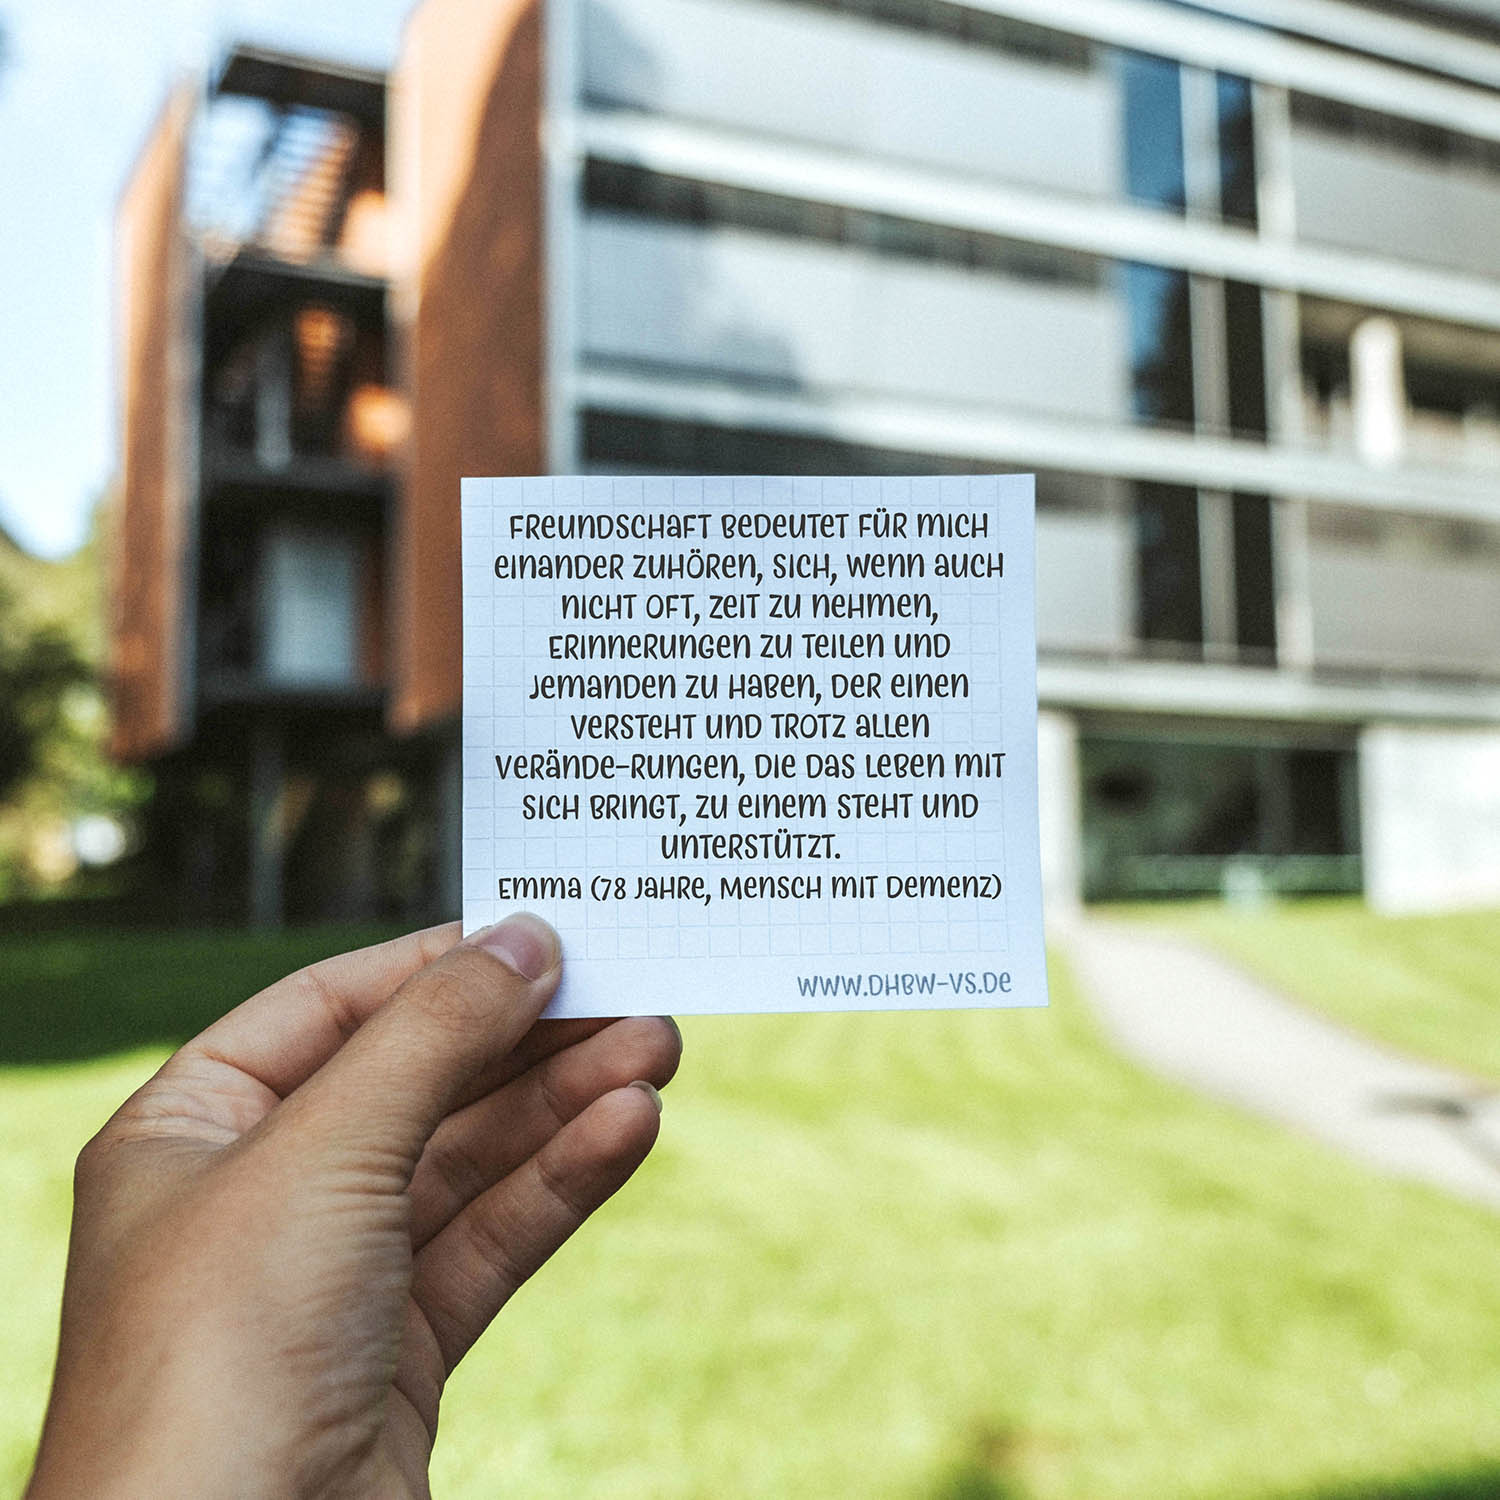 Freundschaft bedeutet für mich
einander zuhören, sich, wenn auch
nicht oft, Zeit zu nehmen,
Erinnerungen zu teilen und
jemanden zu haben, der einen
versteht und trotz allen
Verände-rungen, die das Leben mit
sich bringt, zu einem steht und
unterstützt.
Emma (78 Jahre, Mensch mit Demenz)
www.dhbw-vs.de